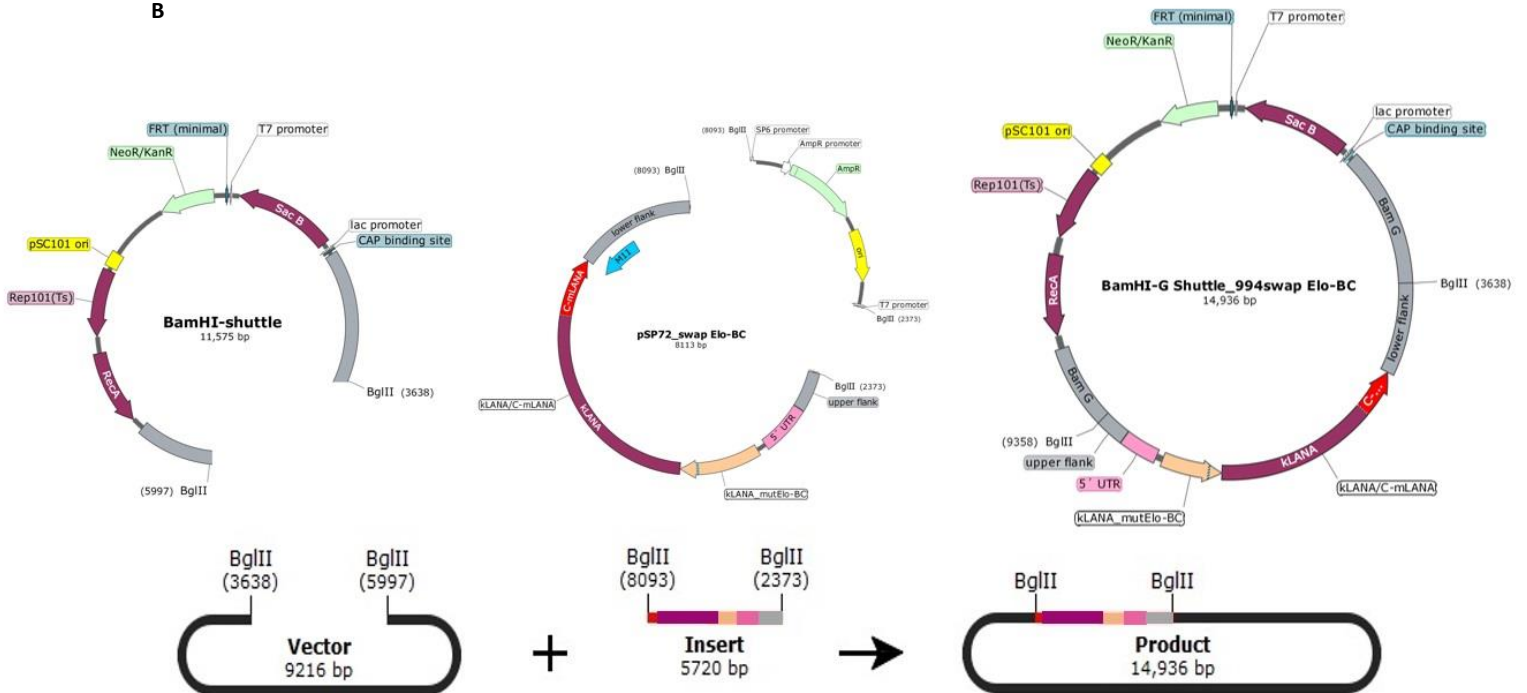 B
FRT (minimal)
T7 promoter
NeoR/KanR
Sac B
lac promoter
CAP binding site
pSC101 ori
Rep101(Ts)
RecA
BamHI-shuttle
11,575 bp
BglII (3638)
(5997) BglII
(8093) BglII
SP6 promoter
AmpR promoter
AmpR
ori
T7 promoter
BglII (2373)
(8093) BglII
lower flank
M11
C-mLANA
pSP72_swap Elo-BC
8113 bp
kLANA/C-mLANA
kLANA
BglII (2373)
upper flank
5´ UTR
kLANA_mutElo-BC
FRT (minimal)
T7 promoter
NeoR/KanR
Sac B
lac promoter
CAP binding site
pSC101 ori
Rep101(Ts)
Bam G
RecA
BamHI-G Shuttle_994swap Elo-BC
14,936 bp
BglII (3638)
lower flank
C-...
Bam G
(9358) BglII
upper flank
5´ UTR
kLANA
kLANA/C-mLANA
kLANA_mutElo-BC
BglII
(3638)
BglII
(5997)
Vector
9216 bp
+
BglII
(8093)
BglII
(2373)
Insert
5720 bp
BglII
BglII
Product
14,936 bp